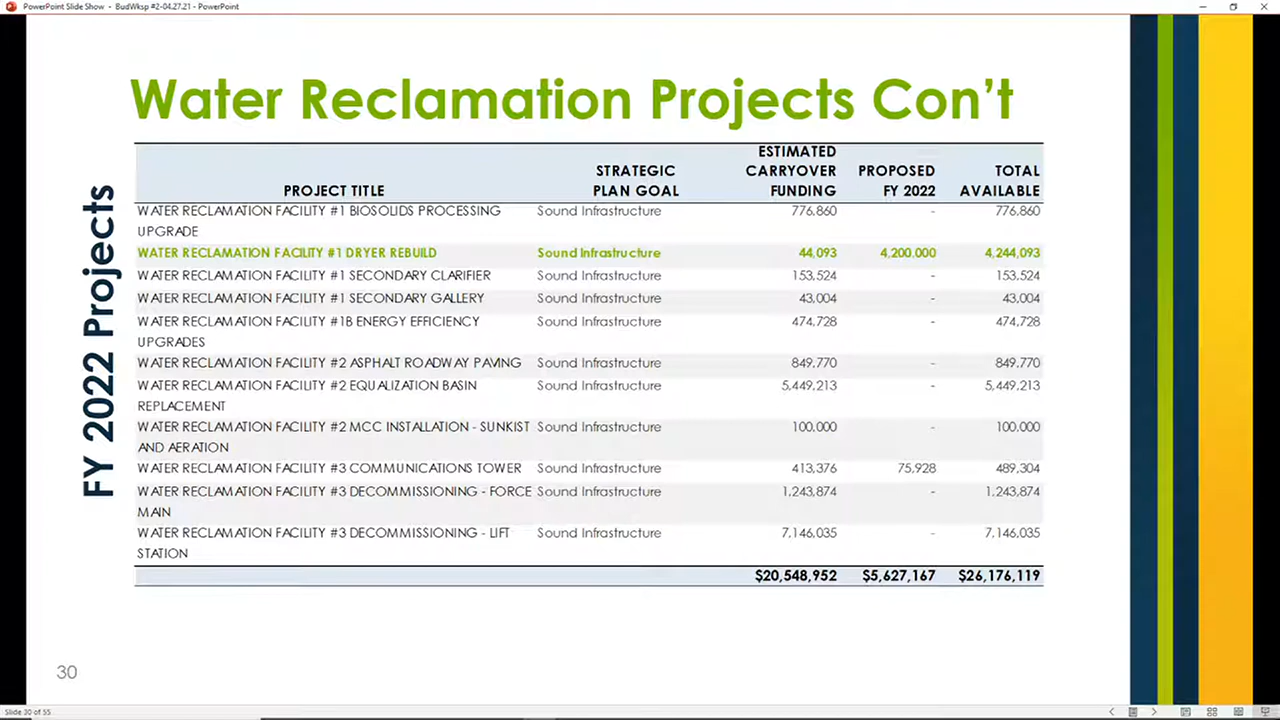 PowerPoint Slide Show - BudWksp #2-04.27.21 - PowerPoint
Water Reclamation Projects Con't
FY 2022 Projects
ESTIMATED
STRATEGIC CARRYOVER PROPOSED TOTAL
PROJECT TITLE PLAN GOAL FUNDING FY 2022 AVAILABLE
WATER RECLAMATION FACILITY #1 BIOSOLIDS PROCESSING Sound Infrastructure 776,860 - 776,860
UPGRADE
WATER RECLAMATION FACILITY #1 DRYER REBUILD Sound Infrastructure 44,093 4,200,000 4,244,093
WATER RECLAMATION FACILITY #1 SECONDARY CLARIFIER Sound Infrastructure 153,524 - 153,524
WATER RECLAMATION FACILITY #1 SECONDARY GALLERY Sound Infrastructure 43,004 - 43,004
WATER RECLAMATION FACILITY #1B ENERGY EFFICIENCY Sound Infrastructure 474,728 - 474,728
UPGRADES
WATER RECLAMATION FACILITY #2 ASPHALT ROADWAY PAVING Sound Infrastructure 849,770 - 849,770
WATER RECLAMATION FACILITY #2 EQUALIZATION BASIN Sound Infrastructure 5,449,213 - 5,449,213
REPLACEMENT
WATER RECLAMATION FACILITY #2 MCC INSTALLATION - SUNKIST Sound Infrastructure 100,000 - 100,000
AND AERATION
WATER RECLAMATION FACILITY #3 COMMUNICATIONS TOWER Sound Infrastructure 413,376 75,928 489,304
WATER RECLAMATION FACILITY #3 DECOMMISSIONING - FORCE Sound Infrastructure 1,243,874 - 1,243,874
MAIN
WATER RECLAMATION FACILITY #3 DECOMMISSIONING - LIFT Sound Infrastructure 7,146,035 - 7,146,035
STATION
$20,548,952 $5,627,167 $26,176,119
30
Slide 30 of 55